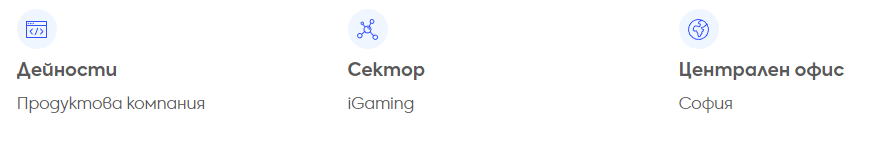 Дейности
Продуктова компания
Сектор
iGaming
Централен офис
София